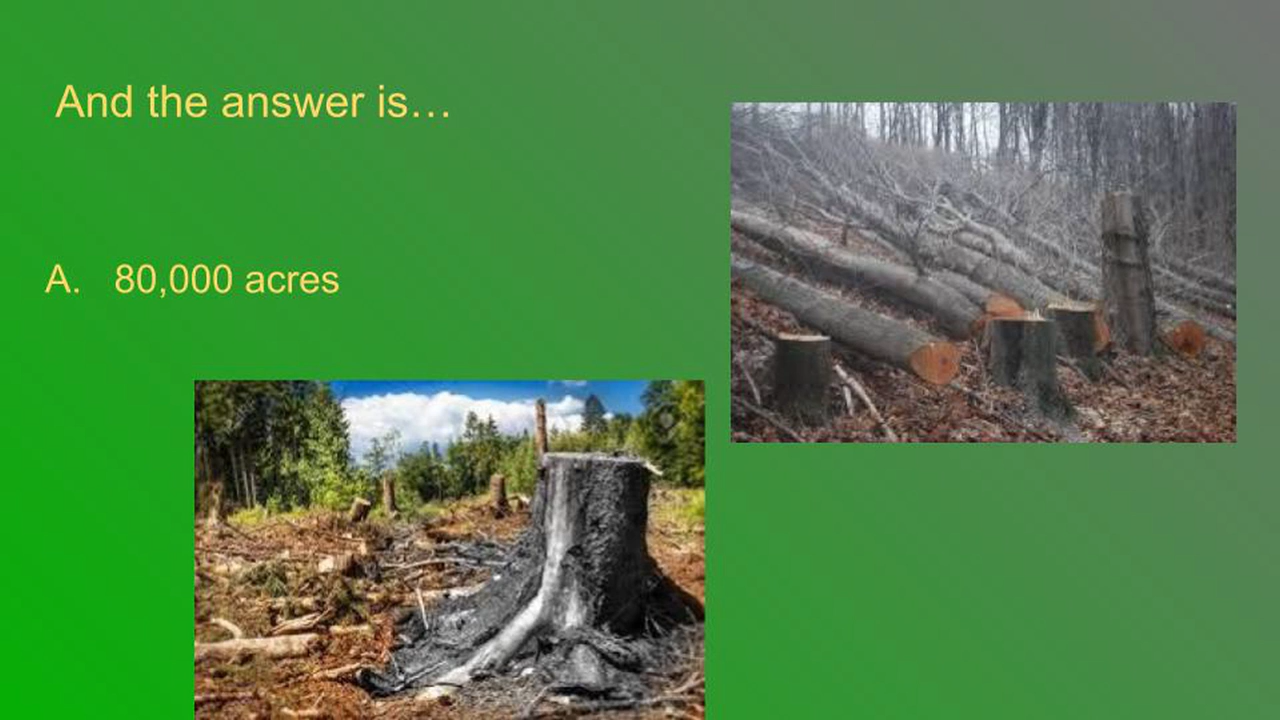 And the answer is…
A. 80,000 acres